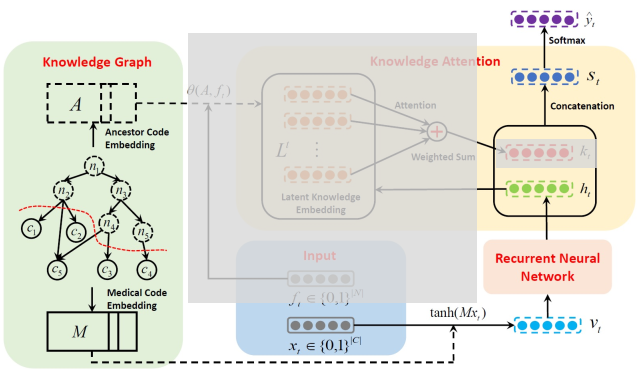 Knowledge Graph
A
Ancestor Code
Embedding
n₁
n₂
n₃
n₄
n₅
c₁
c₂
c₅
c₃
c₄
Medical Code
Embedding
M
∂(A, fₜ)
Knowledge Attention
Lᵗ
⋮
Latent Knowledge
Embedding
Attention
+
Weighted Sum
Input
fₜ ∈ {0,1}^|N|
xₜ ∈ {0,1}^|C|
tanh(Mxₜ)
vₜ
Recurrent Neural
Network
hₜ
kₜ
Concatenation
sₜ
Softmax
ŷₜ